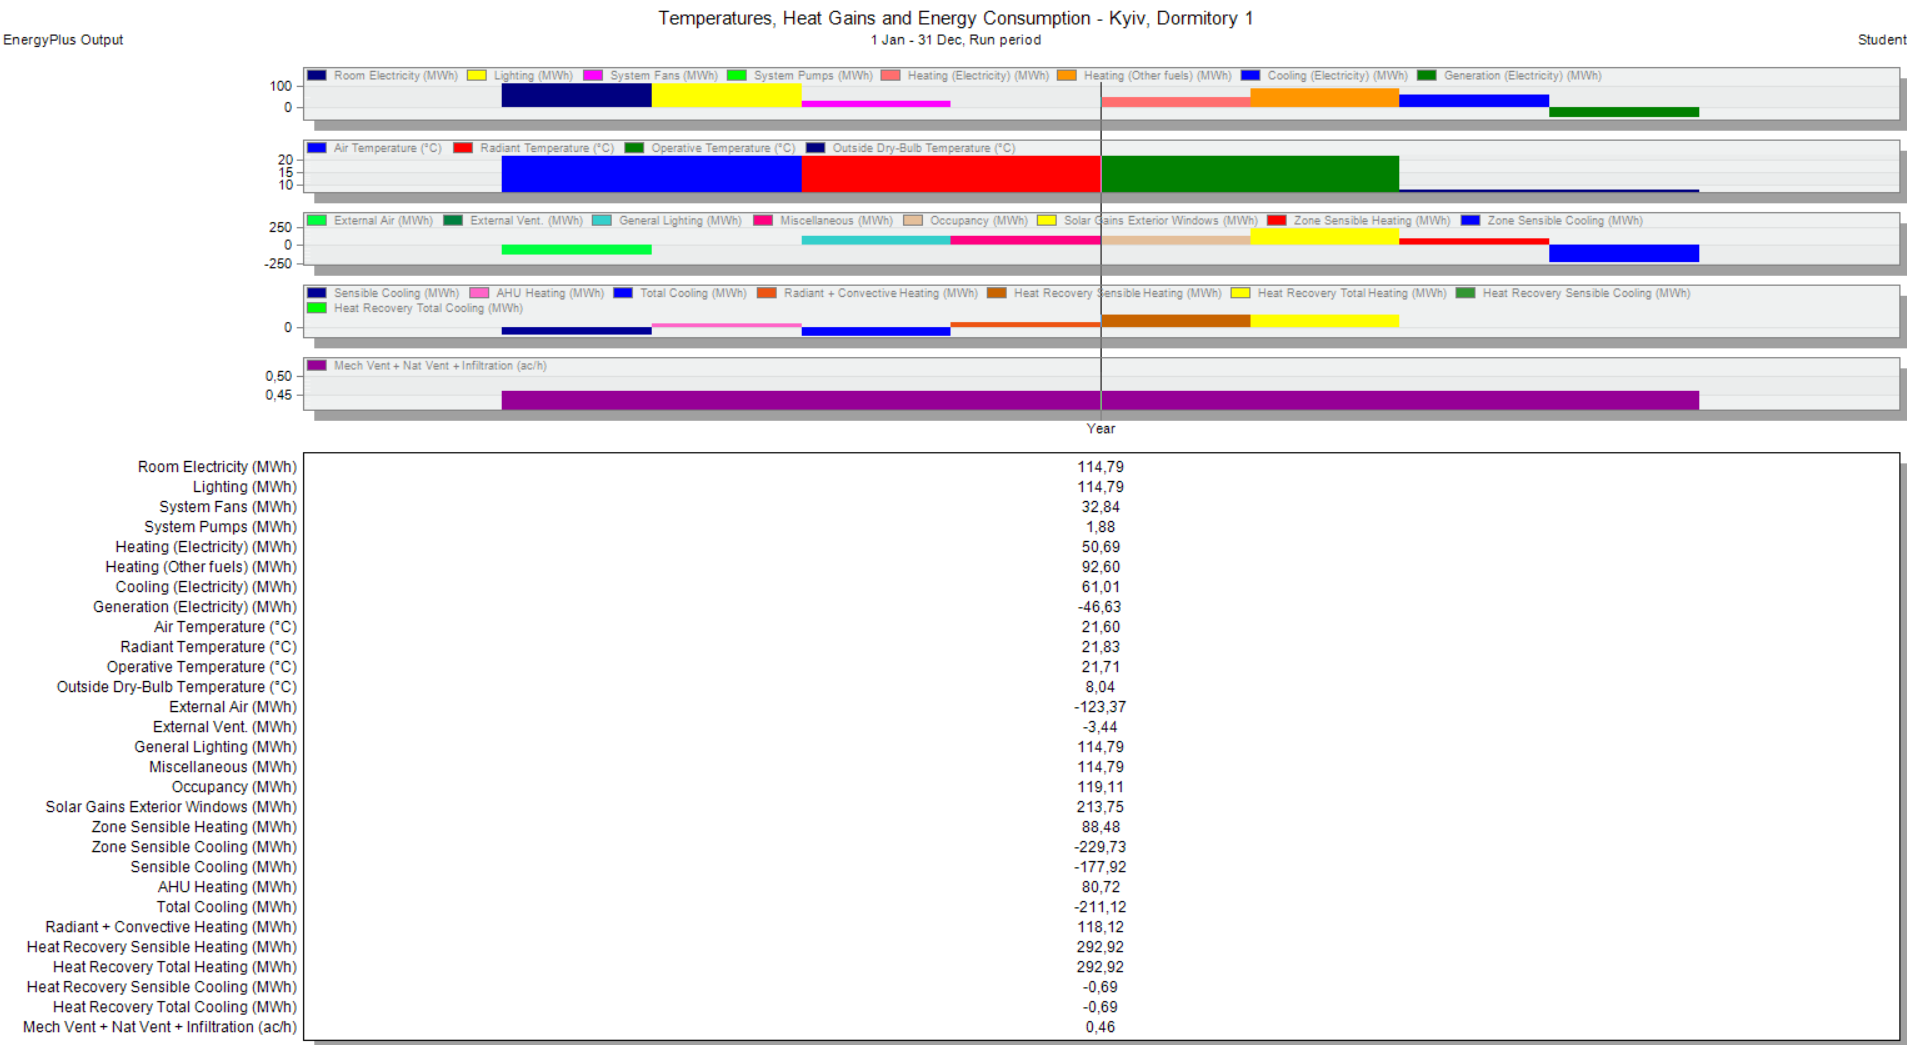 Temperatures, Heat Gains and Energy Consumption - Kyiv, Dormitory 1
EnergyPlus Output 1 Jan - 31 Dec, Run period Student
Room Electricity (MWh) Lighting (MWh) System Fans (MWh) System Pumps (MWh) Heating (Electricity) (MWh) Heating (Other fuels) (MWh) Cooling (Electricity) (MWh) Generation (Electricity) (MWh)
100
0
Air Temperature (°C) Radiant Temperature (°C) Operative Temperature (°C) Outside Dry-Bulb Temperature (°C)
20
15
10
External Air (MWh) External Vent. (MWh) General Lighting (MWh) Miscellaneous (MWh) Occupancy (MWh) Solar Gains Exterior Windows (MWh) Zone Sensible Heating (MWh) Zone Sensible Cooling (MWh)
250
0
-250
Sensible Cooling (MWh) AHU Heating (MWh) Total Cooling (MWh) Radiant + Convective Heating (MWh) Heat Recovery Sensible Heating (MWh) Heat Recovery Total Heating (MWh) Heat Recovery Sensible Cooling (MWh)
Heat Recovery Total Cooling (MWh)
0
Mech Vent + Nat Vent + Infiltration (ac/h)
0,50
0,45
Year
Room Electricity (MWh) 114,79
Lighting (MWh) 114,79
System Fans (MWh) 32,84
System Pumps (MWh) 1,88
Heating (Electricity) (MWh) 50,69
Heating (Other fuels) (MWh) 92,60
Cooling (Electricity) (MWh) 61,01
Generation (Electricity) (MWh) -46,63
Air Temperature (°C) 21,60
Radiant Temperature (°C) 21,83
Operative Temperature (°C) 21,71
Outside Dry-Bulb Temperature (°C) 8,04
External Air (MWh) -123,37
External Vent. (MWh) -3,44
General Lighting (MWh) 114,79
Miscellaneous (MWh) 114,79
Occupancy (MWh) 119,11
Solar Gains Exterior Windows (MWh) 213,75
Zone Sensible Heating (MWh) 88,48
Zone Sensible Cooling (MWh) -229,73
Sensible Cooling (MWh) -177,92
AHU Heating (MWh) 80,72
Total Cooling (MWh) -211,12
Radiant + Convective Heating (MWh) 118,12
Heat Recovery Sensible Heating (MWh) 292,92
Heat Recovery Total Heating (MWh) 292,92
Heat Recovery Sensible Cooling (MWh) -0,69
Heat Recovery Total Cooling (MWh) -0,69
Mech Vent + Nat Vent + Infiltration (ac/h) 0,46